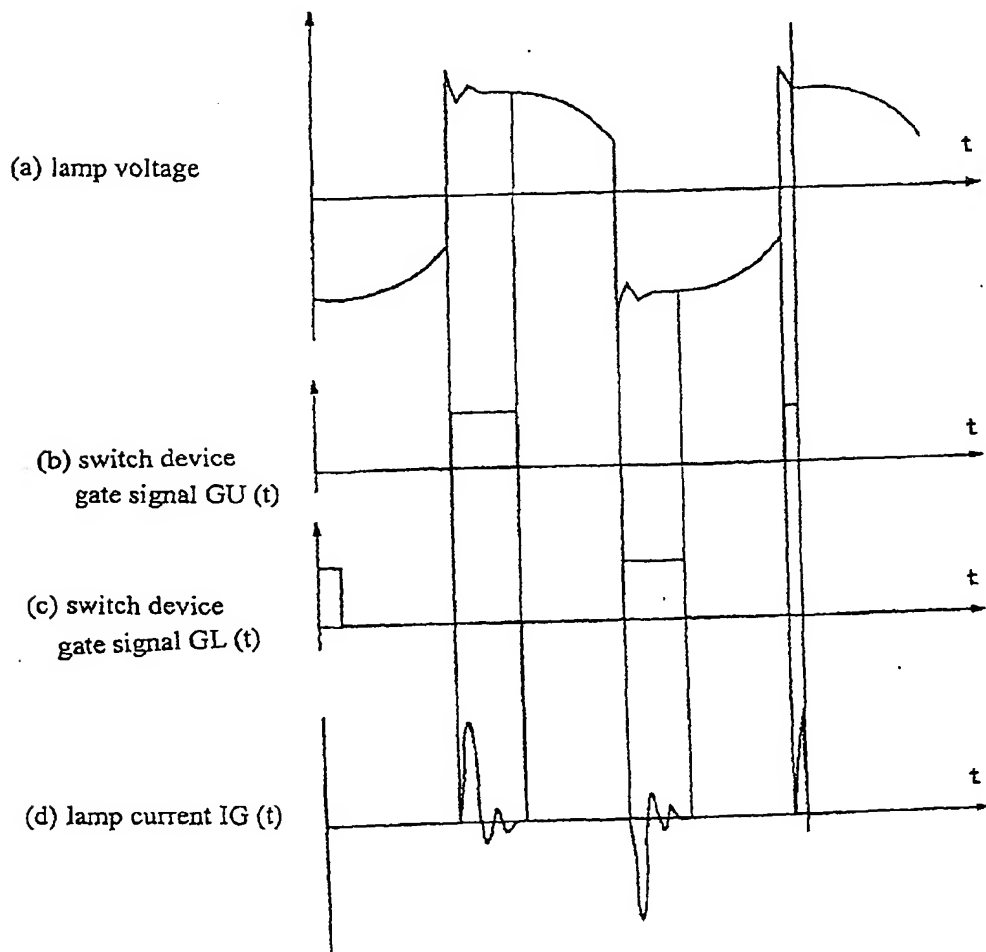 t
(a) lamp voltage
t
(b) switch device
gate signal GU (t)
t
(c) switch device
gate signal GL (t)
t
(d) lamp current IG (t)